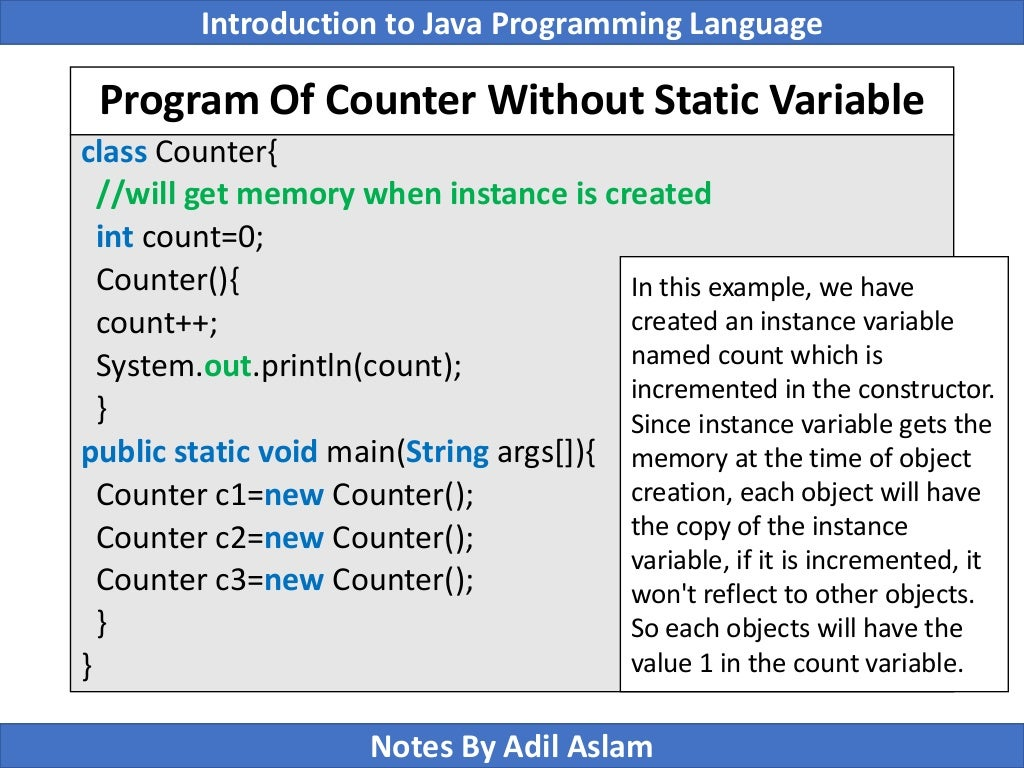 Introduction to Java Programming Language
Program Of Counter Without Static Variable
class Counter{
//will get memory when instance is created
int count=0;
Counter(){
count++;
System.out.println(count);
}
public static void main(String args[]){
Counter c1=new Counter();
Counter c2=new Counter();
Counter c3=new Counter();
}
}
In this example, we have
created an instance variable
named count which is
incremented in the constructor.
Since instance variable gets the
memory at the time of object
creation, each object will have
the copy of the instance
variable, if it is incremented, it
won't reflect to other objects.
So each objects will have the
value 1 in the count variable.
Notes By Adil Aslam